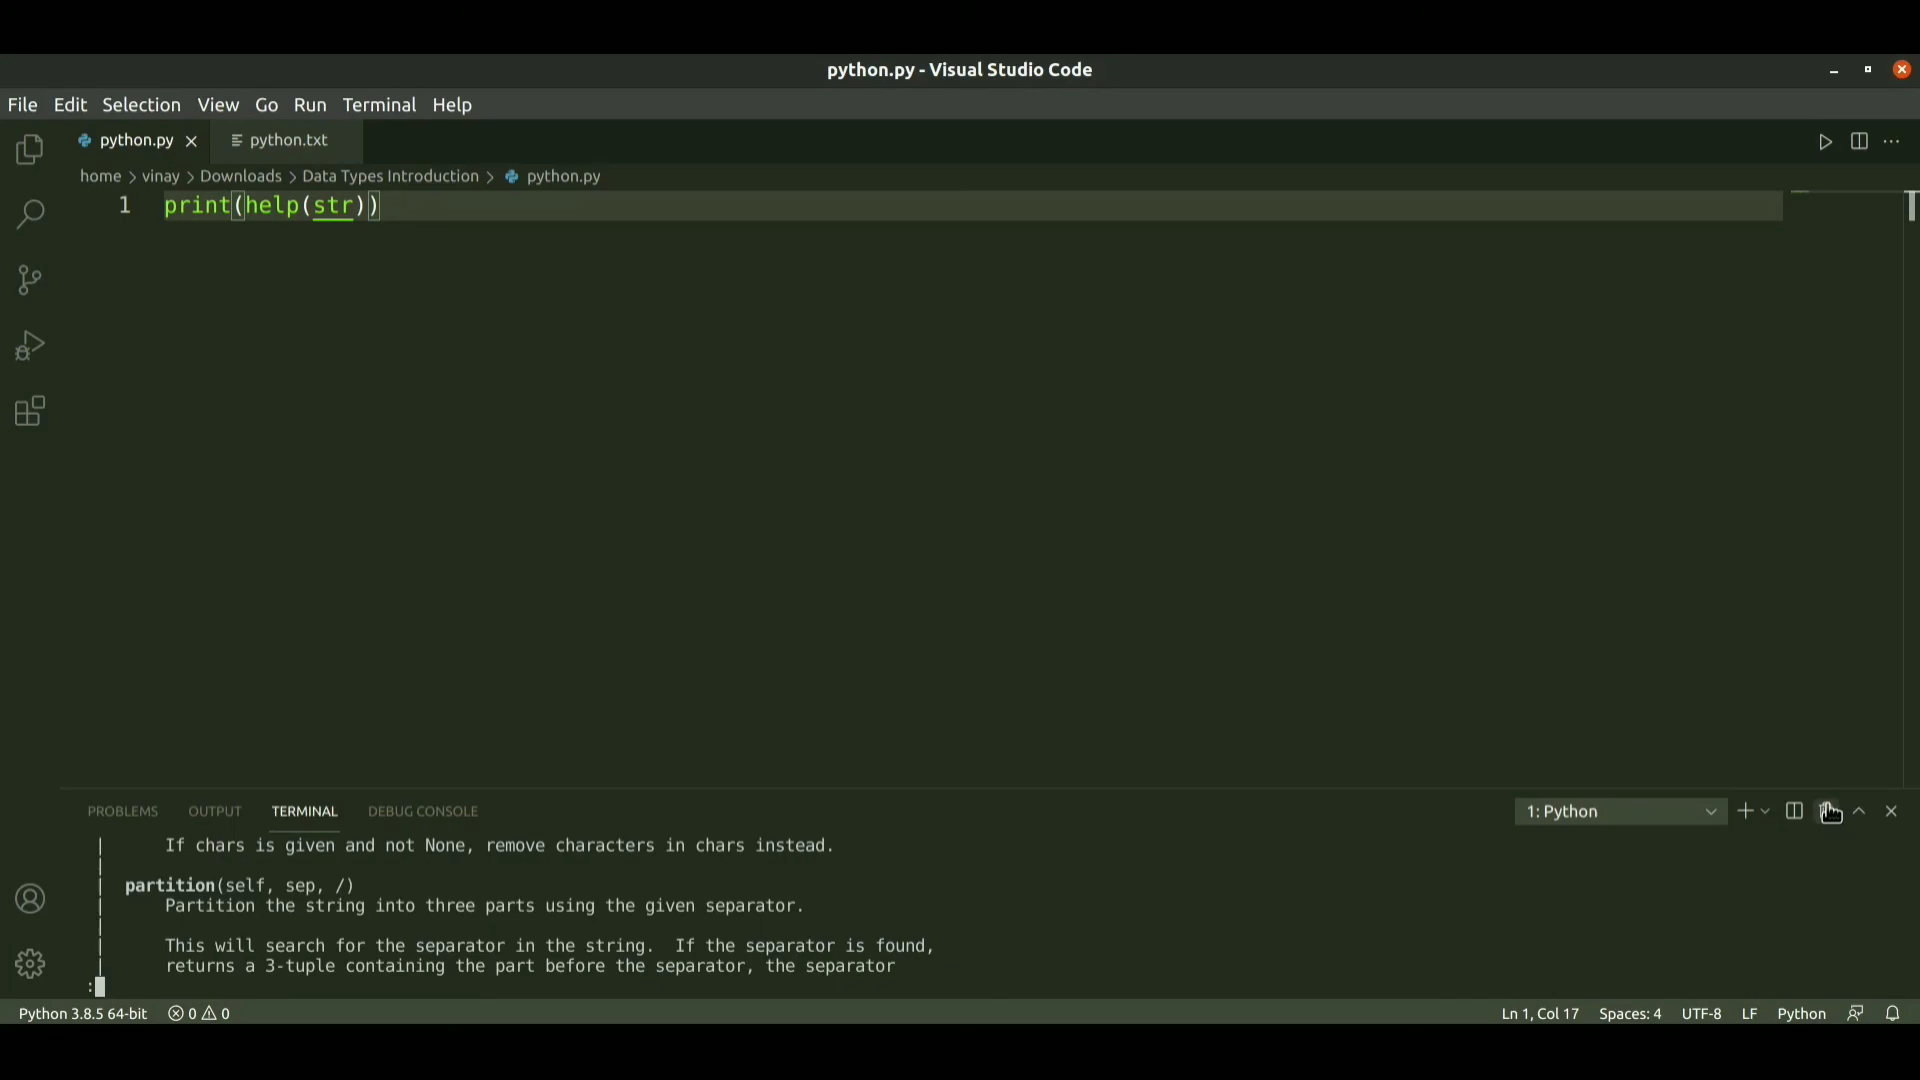 python.py - Visual Studio Code
File Edit Selection View Go Run Terminal Help
python.py python.txt
home > vinay > Downloads > Data Types Introduction > python.py
1 print(help(str))
PROBLEMS OUTPUT TERMINAL DEBUG CONSOLE 1: Python
| If chars is given and not None, remove characters in chars instead.
|
| partition(self, sep, /)
| Partition the string into three parts using the given separator.
|
| This will search for the separator in the string.  If the separator is found,
| returns a 3-tuple containing the part before the separator, the separator
:
Python 3.8.5 64-bit 0 0 Ln 1, Col 17 Spaces: 4 UTF-8 LF Python